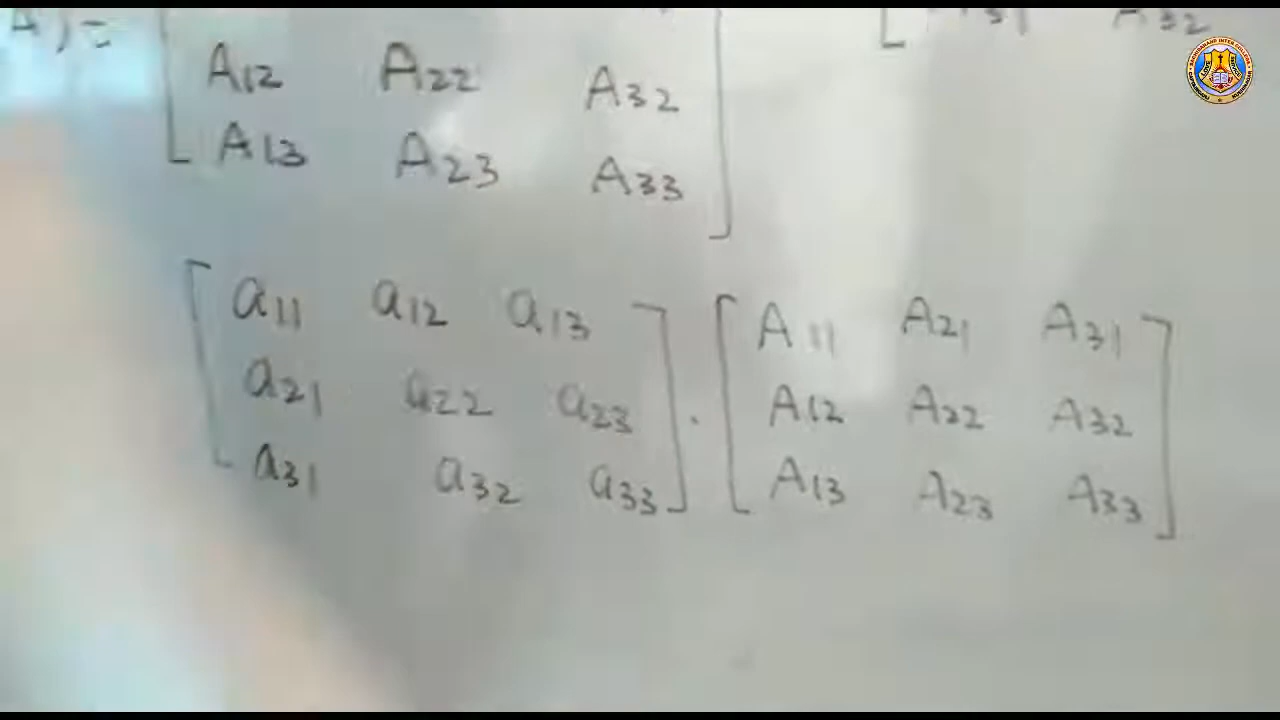 A) =
A32
A12 A22 A32
A13 A23 A33
a11 a12 a13 A11 A21 A31
a21 a22 a23 . A12 A22 A32
a31 a32 a33 A13 A23 A33